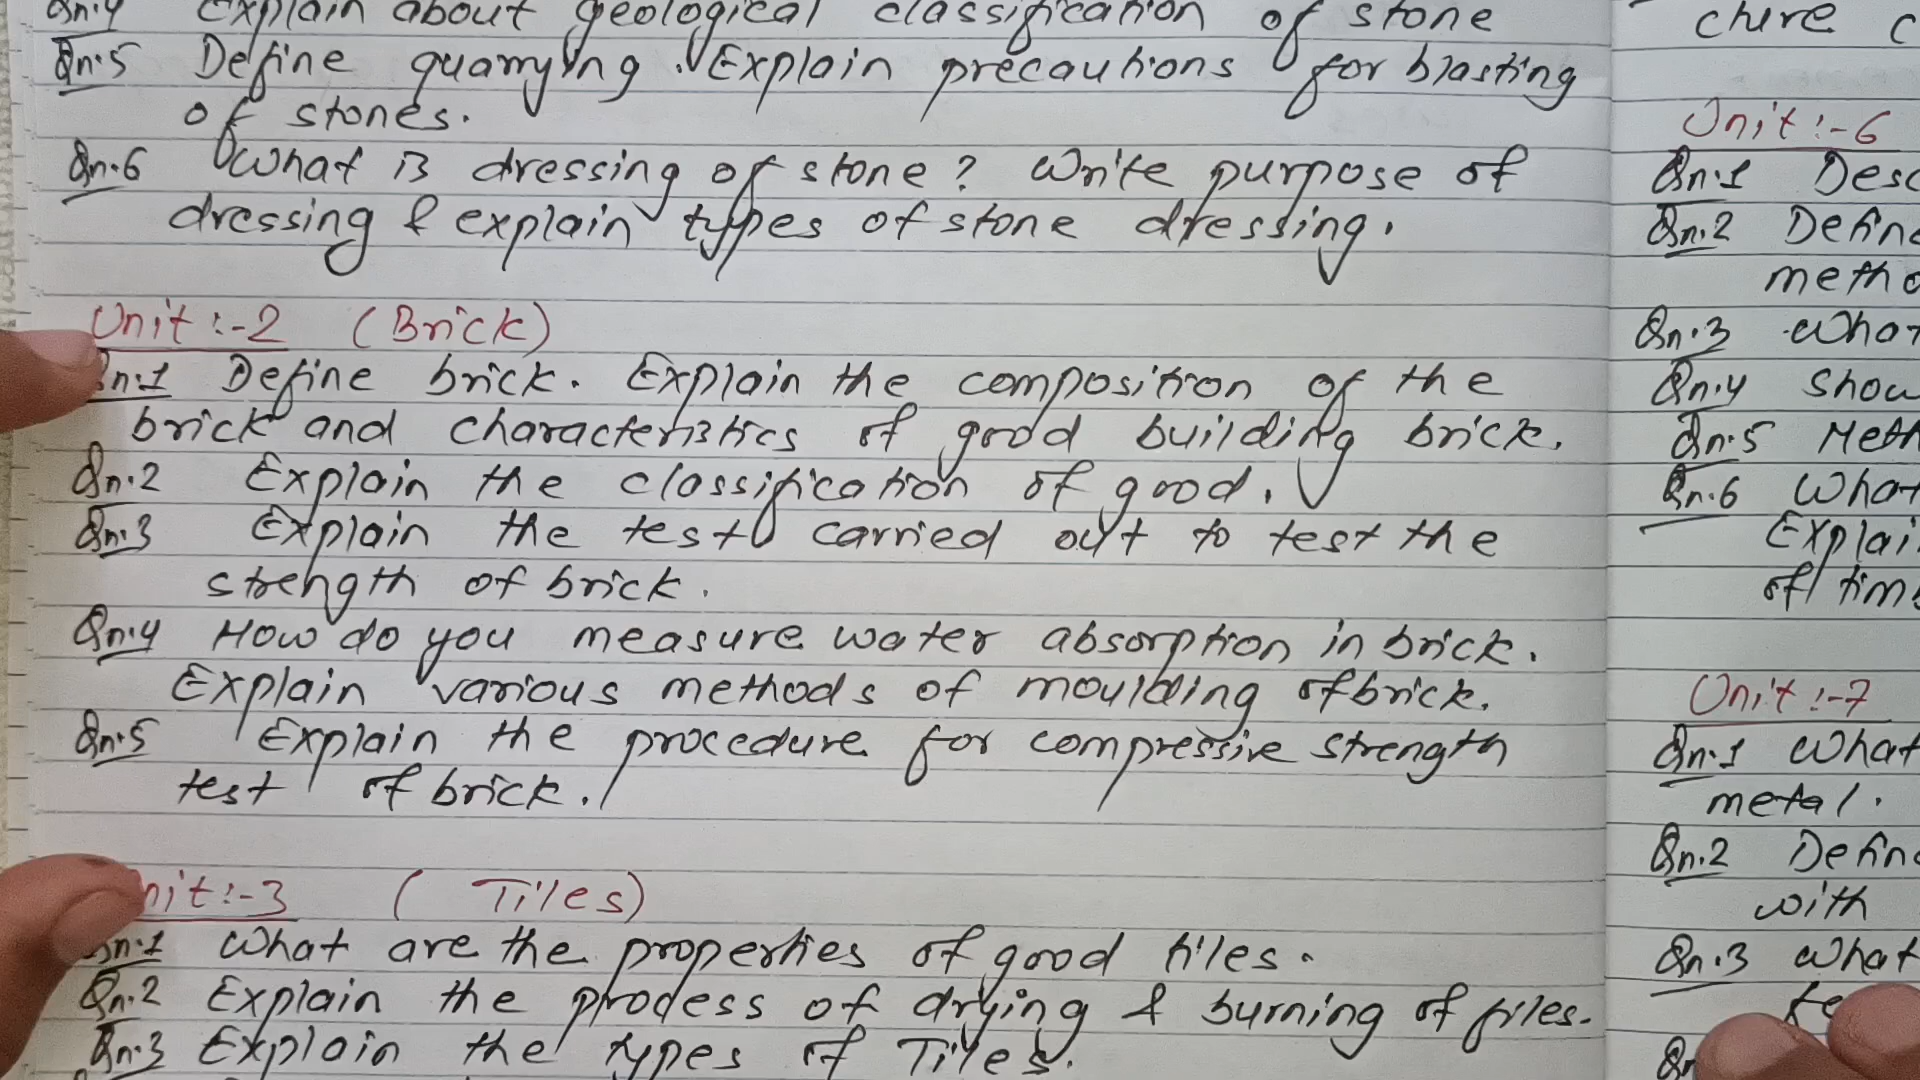 Qn.4 Explain about geological classification of stone
Qn.5 Define quarrying. Explain precautions for blasting
of stones.
Qn.6 What is dressing of stone? Write purpose of
dressing & explain types of stone dressing.
Unit:-2 (Brick)
Qn.1 Define brick. Explain the composition of the
brick and characteristics of good building brick.
Qn.2 Explain the classification of good.
Qn.3 Explain the test carried out to test the
strength of brick.
Qn.4 How do you measure water absorption in brick.
Explain various methods of moulding of brick.
Qn.5 Explain the procedure for compressive strength
test of brick.
Unit:-3 (Tiles)
Qn.1 What are the properties of good tiles.
Qn.2 Explain the process of drying & burning of tiles.
Qn.3 Explain the types of Tiles.
Unit:-6
Qn.1 Desc
Qn.2 Define
metho
Qn.3 What
Qn.4 Show
Qn.5 Meth
Qn.6 What
Explai
of timb
Unit:-7
Qn.1 What
metal.
Qn.2 Define
with
Qn.3 What